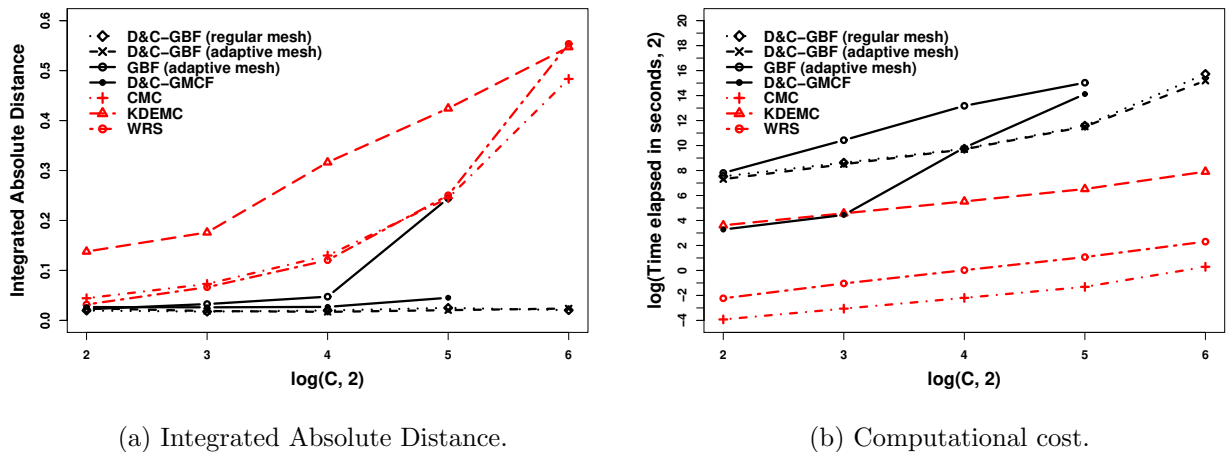 0.6
0.5
0.4
0.3
0.2
0.1
0.0
Integrated Absolute Distance
D&C−GBF (regular mesh)
D&C−GBF (adaptive mesh)
GBF (adaptive mesh)
D&C−GMCF
CMC
KDEMC
WRS
2 3 4 5 6
log(C, 2)
(a) Integrated Absolute Distance.
20
18
16
14
12
10
8
6
4
2
0
−2
−4
log(Time elapsed in seconds, 2)
D&C−GBF (regular mesh)
D&C−GBF (adaptive mesh)
GBF (adaptive mesh)
D&C−GMCF
CMC
KDEMC
WRS
2 3 4 5 6
log(C, 2)
(b) Computational cost.